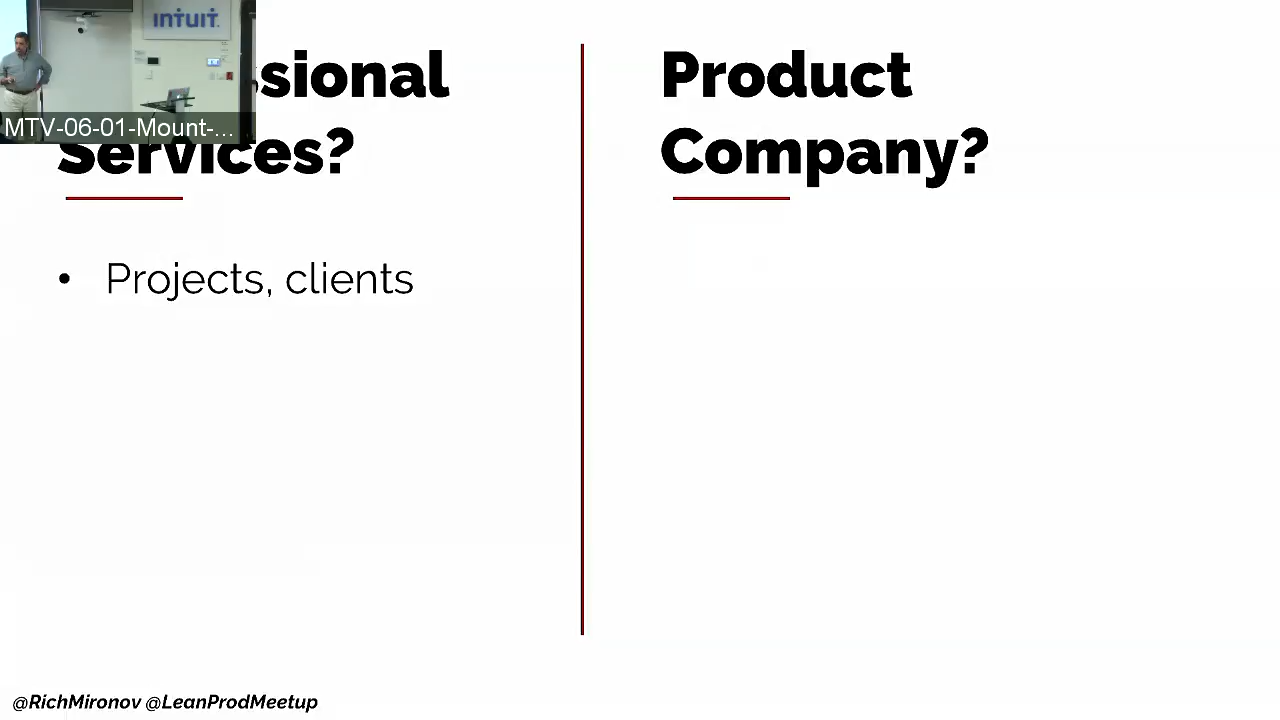 intuit.
MTV-06-01-Mount-...
sional
Services?
Projects, clients
Product
Company?
@RichMironov @LeanProdMeetup